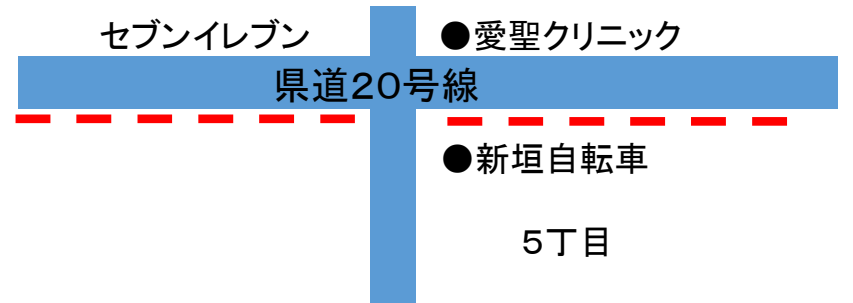 セブンイレブン
●愛聖クリニック
県道20号線
●新垣自転車
5丁目